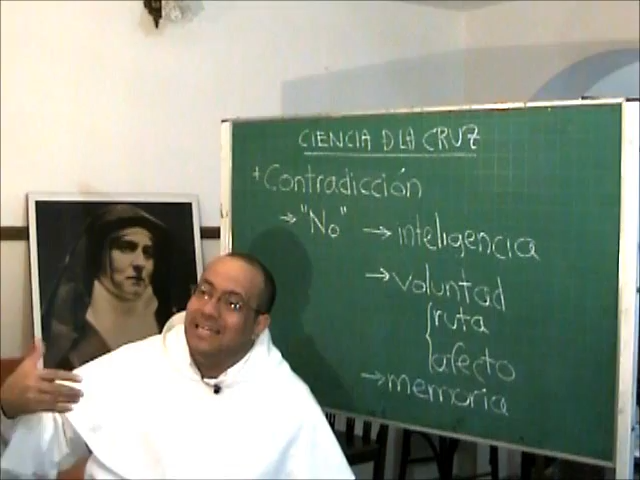 CIENCIA D LA CRUZ
+ Contradicción
→ "No" → inteligencia
→ voluntad
ruta
afecto
→ memoria